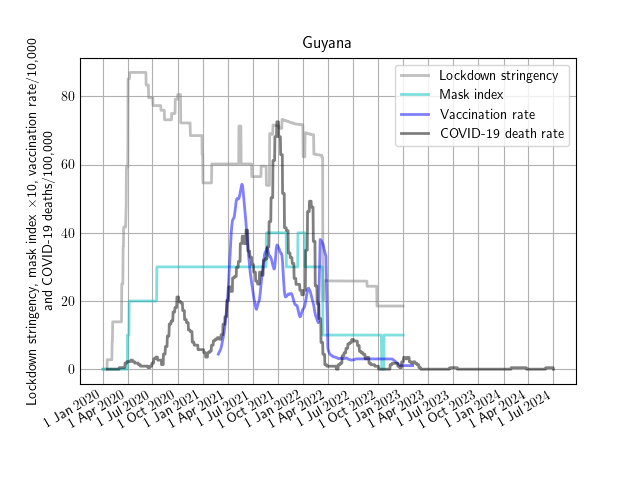 Guyana
Lockdown stringency, mask index ×10, vaccination rate/10,000
and COVID-19 deaths/100,000
80
60
40
20
0
Lockdown stringency
Mask index
Vaccination rate
COVID-19 death rate
1 Jan 2020
1 Apr 2020
1 Jul 2020
1 Oct 2020
1 Jan 2021
1 Apr 2021
1 Jul 2021
1 Oct 2021
1 Jan 2022
1 Apr 2022
1 Jul 2022
1 Oct 2022
1 Jan 2023
1 Apr 2023
1 Jul 2023
1 Oct 2023
1 Jan 2024
1 Apr 2024
1 Jul 2024